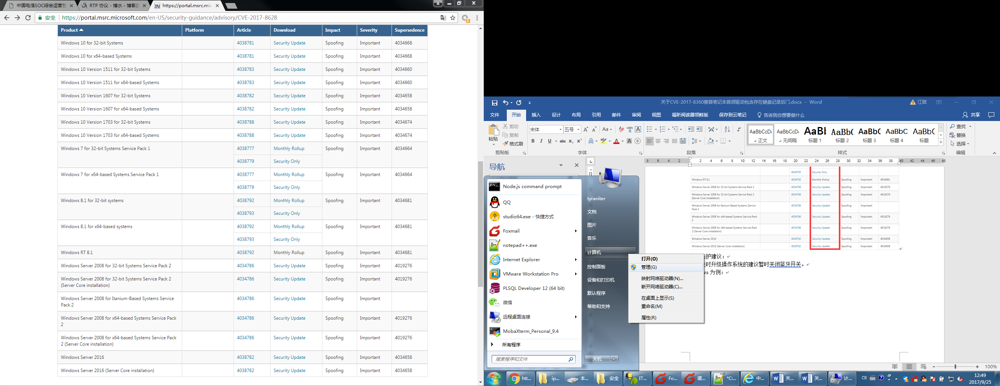 中国电信SOC综合运营管
RTP 协议 - 博水 - 博客园
https://portal.msrc.mic
安全
https://portal.msrc.microsoft.com/en-US/security-guidance/advisory/CVE-2017-8628
Product Platform Article Download Impact Severity Supersedence
Windows 10 for 32-bit Systems 4038781 Security Update Spoofing Important 4034668
Windows 10 for x64-based Systems 4038781 Security Update Spoofing Important 4034668
Windows 10 Version 1511 for 32-bit Systems 4038783 Security Update Spoofing Important 4034660
Windows 10 Version 1511 for x64-based Systems 4038783 Security Update Spoofing Important 4034660
Windows 10 Version 1607 for 32-bit Systems 4038782 Security Update Spoofing Important 4034658
Windows 10 Version 1607 for x64-based Systems 4038782 Security Update Spoofing Important 4034658
Windows 10 Version 1703 for 32-bit Systems 4038788 Security Update Spoofing Important 4034674
Windows 10 Version 1703 for x64-based Systems 4038788 Security Update Spoofing Important 4034674
Windows 7 for 32-bit Systems Service Pack 1 4038777 Monthly Rollup Spoofing Important 4034664
4038779 Security Only
Windows 7 for x64-based Systems Service Pack 1 4038777 Monthly Rollup Spoofing Important 4034664
4038779 Security Only
Windows 8.1 for 32-bit systems 4038792 Monthly Rollup Spoofing Important 4034681
4038793 Security Only
Windows 8.1 for x64-based systems 4038792 Monthly Rollup Spoofing Important 4034681
4038793 Security Only
Windows RT 8.1 4038792 Monthly Rollup Spoofing Important 4034681
Windows Server 2008 for 32-bit Systems Service Pack 2 4034786 Security Update Spoofing Important 4019276
Windows Server 2008 for 32-bit Systems Service Pack 2 4034786 Security Update Spoofing Important 4019276
(Server Core installation)
Windows Server 2008 for Itanium-Based Systems Service 4034786 Security Update Spoofing Important
Pack 2
Windows Server 2008 for x64-based Systems Service Pack 4034786 Security Update Spoofing Important 4019276
2
Windows Server 2008 for x64-based Systems Service Pack 4034786 Security Update Spoofing Important 4019276
2 (Server Core installation)
Windows Server 2016 4038782 Security Update Spoofing Important 4034658
Windows Server 2016 (Server Core installation) 4038782 Security Update Spoofing Important 4034658
关于CVE-2017-8360惠普笔记本音频驱动包含存在键盘记录后门.docx - Word
江晗
文件 开始 插入 设计 布局 引用 邮件 审阅 视图 福昕阅读器领鲜版 保存到云笔记 告诉我你想要做什么 共享
粘贴 剪切 复制 格式刷
宋体 五号
AaBbCcDı AaBbCcDı AaBł AaBb( AaBbC AaBbC AaBbC
正文 无间隔 标题 1 标题 2 标题 3 标题 4 标题
查找
替换
选择
剪贴板 字体 段落 样式 编辑
8 6 4 2 2 4 6 8 10 12 14 16 18 20 22 24 26 28 30 32 34 36 38 40 42 44 46 48
导航
22
4038793 Security Only
Windows RT 8.1 4038792 Monthly Rollup Spoofing Important 4034681
Windows Server 2008 for 32-bit Systems Service Pack 2 4034786 Security Update Spoofing Important 4019276
Windows Server 2008 for 32-bit Systems Service Pack 2 4034786 Security Update Spoofing Important 4019276
(Server Core installation)
Windows Server 2008 for Itanium-Based Systems Service 4034786 Security Update Spoofing Important
Pack 2
Windows Server 2008 for x64-based Systems Service Pack 4034786 Security Update Spoofing Important 4019276
2
Windows Server 2008 for x64-based Systems Service Pack 4034786 Security Update Spoofing Important 4019276
2 (Server Core installation)
Windows Server 2016 4038782 Security Update Spoofing Important 4034658
Windows Server 2016 (Server Core installation) 4038782 Security Update Spoofing Important 4034658
防护建议：
及时升级操作系统的建议暂时关闭蓝牙开关。
ws 为例：
Node.js command prompt
QQ
studio64.exe - 快捷方式
Foxmail
notepad++.exe
Internet Explorer
VMware Workstation Pro
PLSQL Developer 12 (64 bit)
微信
远程桌面连接
MobaXterm_Personal_9.4
所有程序
搜索程序和文件
tyraniter
文档
图片
音乐
计算机
控制面板
设备和打印机
默认程序
帮助和支持
关机
打开(O)
管理(G)
映射网络驱动器(N)...
断开网络驱动器(C)...
在桌面上显示(S)
重命名(M)
属性(R)
100%
htt... ip... 本... 安全 IT... Fo... 请... *C:... 中... 关... 关... 计...
CH
12:49
2017/9/25